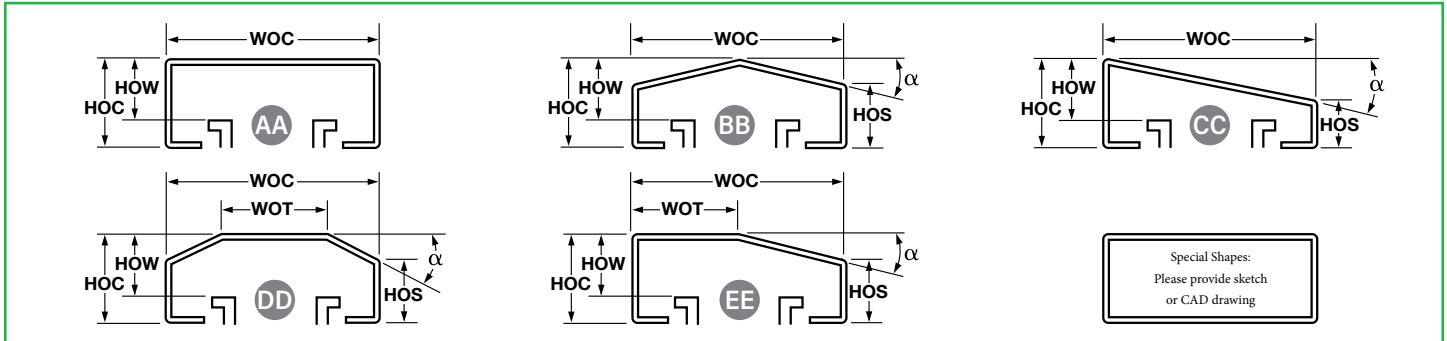 WOC
HOW
HOC
AA
WOC
HOW
HOC
α
HOS
BB
WOC
HOW
HOC
α
HOS
CC
WOC
WOT
HOW
HOC
α
HOS
DD
WOC
WOT
HOW
HOC
α
HOS
EE
Special Shapes:
Please provide sketch
or CAD drawing